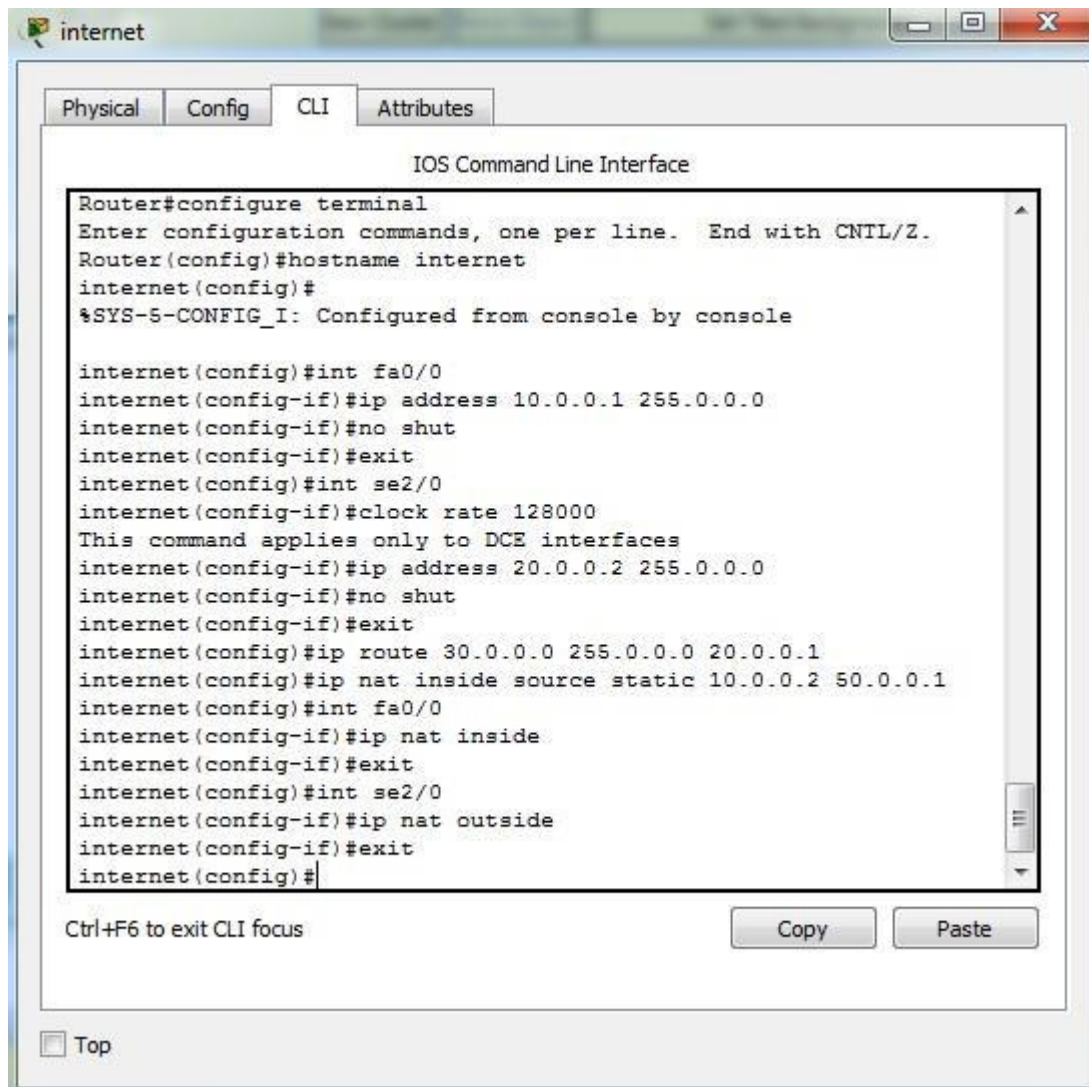 internet
Physical Config CLI Attributes
IOS Command Line Interface
Router#configure terminal
Enter configuration commands, one per line.  End with CNTL/Z.
Router(config)#hostname internet
internet(config)#
%SYS-5-CONFIG_I: Configured from console by console
internet(config)#int fa0/0
internet(config-if)#ip address 10.0.0.1 255.0.0.0
internet(config-if)#no shut
internet(config-if)#exit
internet(config)#int se2/0
internet(config-if)#clock rate 128000
This command applies only to DCE interfaces
internet(config-if)#ip address 20.0.0.2 255.0.0.0
internet(config-if)#no shut
internet(config-if)#exit
internet(config)#ip route 30.0.0.0 255.0.0.0 20.0.0.1
internet(config)#ip nat inside source static 10.0.0.2 50.0.0.1
internet(config)#int fa0/0
internet(config-if)#ip nat inside
internet(config-if)#exit
internet(config)#int se2/0
internet(config-if)#ip nat outside
internet(config-if)#exit
internet(config)#
Ctrl+F6 to exit CLI focus Copy Paste
Top